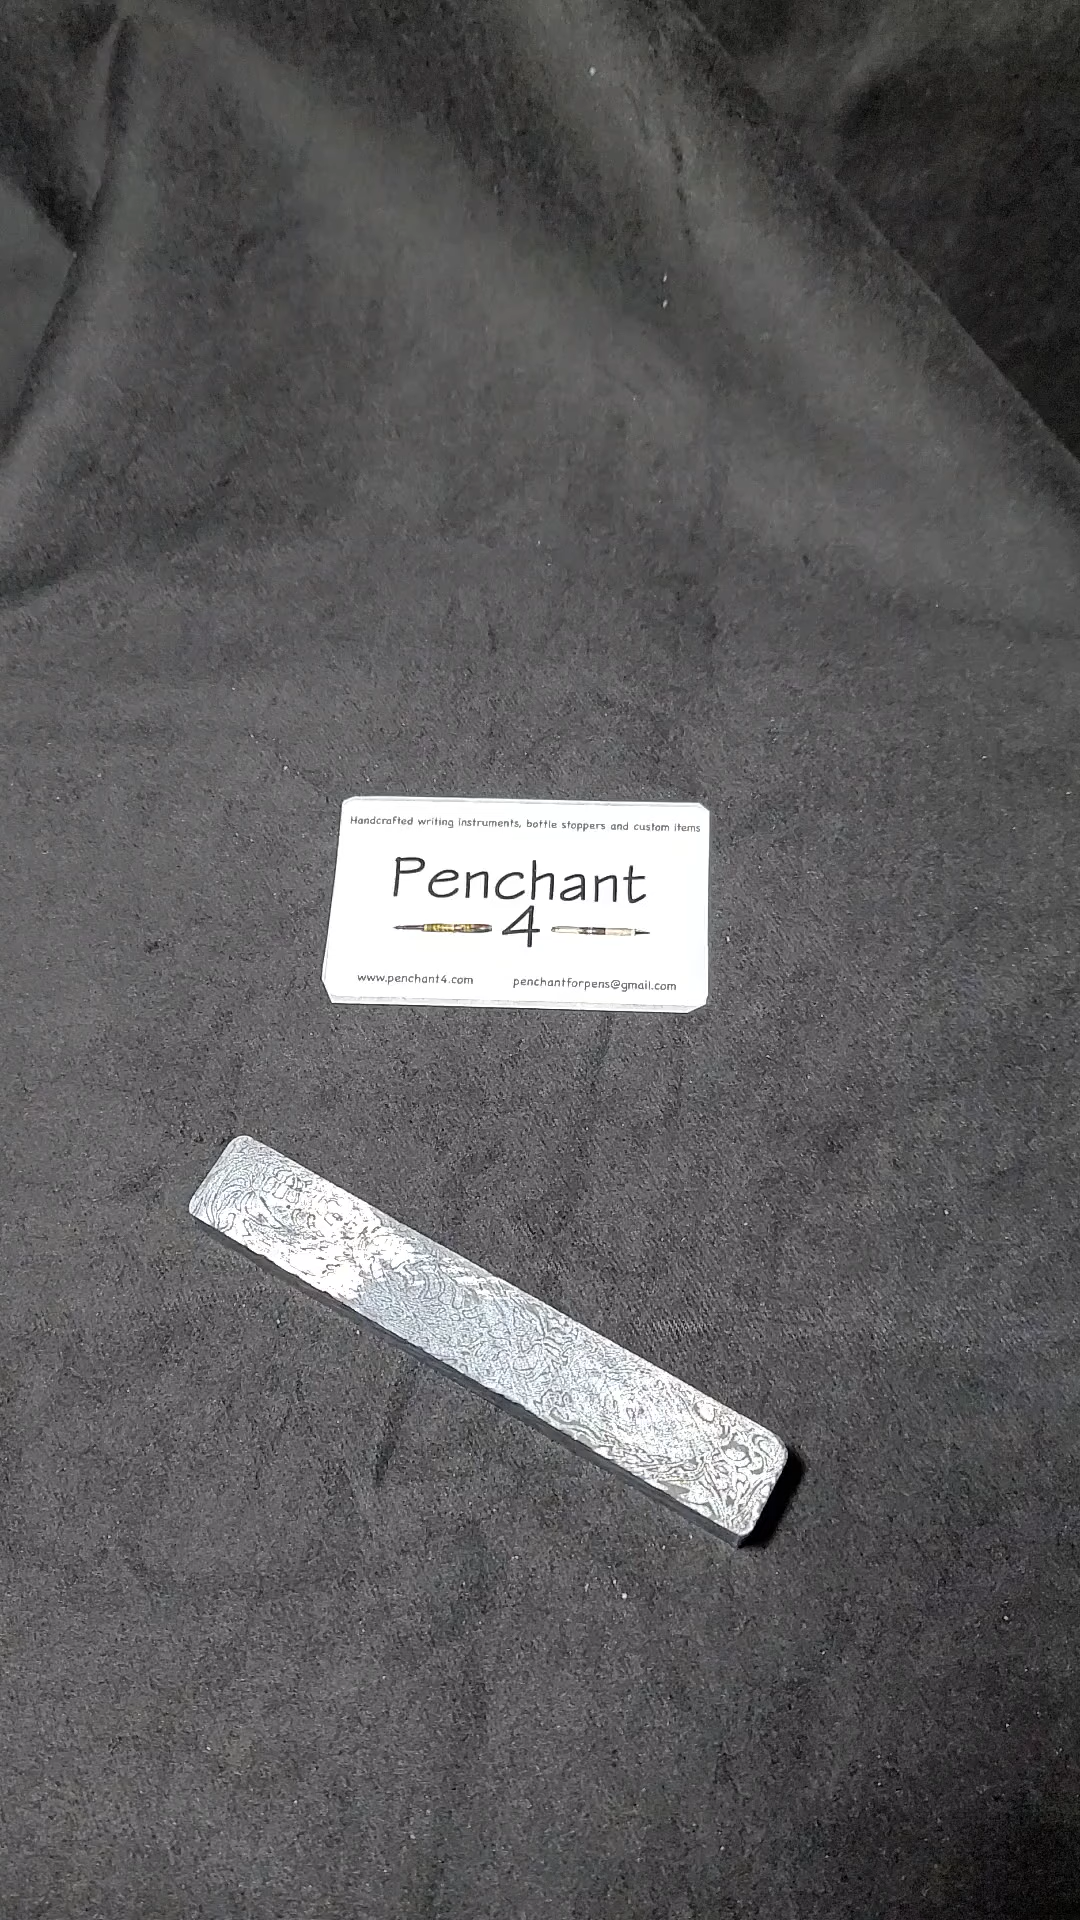 Handcrafted writing instruments, bottle stoppers and custom items
Penchant
4
www.penchant4.com penchantforpens@gmail.com